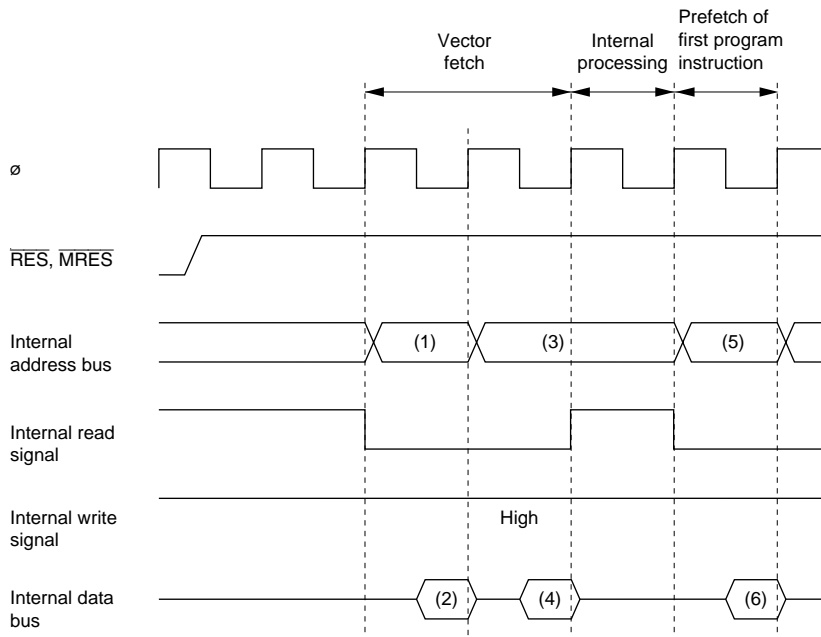 Vector
fetch
Internal
processing
Prefetch of
first program
instruction
ø
RES, MRES
Internal
address bus
(1)
(3)
(5)
Internal read
signal
Internal write
signal
High
Internal data
bus
(2)
(4)
(6)